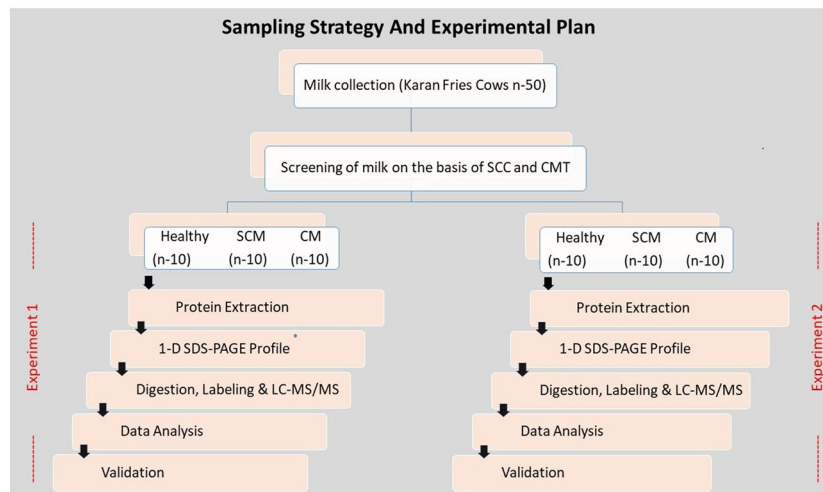 Sampling Strategy And Experimental Plan
Milk collection (Karan Fries Cows n-50)
Screening of milk on the basis of SCC and CMT
Experiment 1
Healthy SCM CM
(n-10) (n-10) (n-10)
Protein Extraction
1-D SDS-PAGE Profile
Digestion, Labeling & LC-MS/MS
Data Analysis
Validation
Healthy SCM CM
(n-10) (n-10) (n-10)
Protein Extraction
1-D SDS-PAGE Profile
Digestion, Labeling & LC-MS/MS
Data Analysis
Validation
Experiment 2